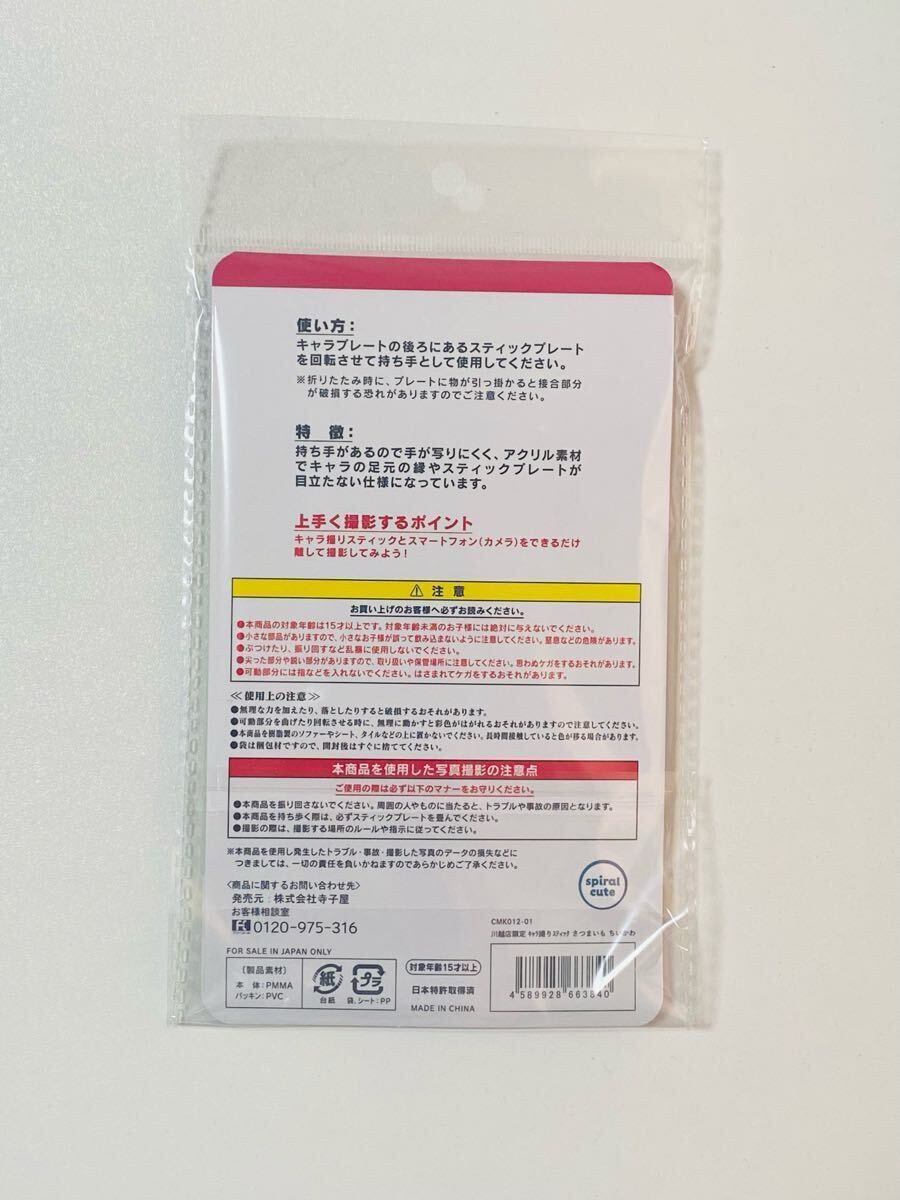 使い方：
キャラプレートの後ろにあるスティックプレート
を回転させて持ち手として使用してください。
※折りたたみ時に、プレートに物が引っ掛かると接合部分
が破損する恐れがありますのでご注意ください。
特　徴：
持ち手があるので手が写りにくく、アクリル素材
でキャラの足元の縁やスティックプレートが
目立たない仕様になっています。
上手く撮影するポイント
キャラ撮りスティックとスマートフォン(カメラ)をできるだけ
離して撮影してみよう！
⚠ 注 意
お買い上げのお客様へ必ずお読みください。
●本商品の対象年齢は15才以上です。対象年齢未満のお子様には絶対に与えないでください。
●小さな部品がありますので、小さなお子様が誤って飲み込まないように注意してください。窒息などの危険があります。
●ぶつけたり、振り回すなど乱暴に使用しないでください。
●尖った部分や鋭い部分がありますので、取り扱いや保管場所に注意してください。思わぬケガをするおそれがあります。
●可動部分には指などを入れないでください。はさまれてケガをするおそれがあります。
≪使用上の注意≫
●無理な力を加えたり、落としたりすると破損するおそれがあります。
●可動部分を曲げたり回転させる時に、無理に動かすと彩色がはがれるおそれがありますので注意してください。
●本商品を樹脂製のソファーやシート、タイルなどの上に置かないでください。長時間接触していると色が移る場合があります。
●袋は梱包材ですので、開封後はすぐに捨ててください。
本商品を使用した写真撮影の注意点
ご使用の際は必ず以下のマナーをお守りください。
●本商品を振り回さないでください。周囲の人やものに当たると、トラブルや事故の原因となります。
●本商品を持ち歩く際は、必ずスティックプレートを畳んでください。
●撮影の際は、撮影する場所のルールや指示に従ってください。
※本商品を使用し発生したトラブル・事故・撮影した写真のデータの損失などに
つきましては、一切の責任を負いかねますのであらかじめご了承ください。
〈商品に関するお問い合わせ先〉
発売元：株式会社寺子屋
お客様相談室
0120-975-316
spiral
cute
FOR SALE IN JAPAN ONLY
〔製品素材〕
本　体：PMMA
パッキン：PVC
紙
台紙
プラ
袋、シート：PP
対象年齢15才以上
日本特許取得済
MADE IN CHINA
CMK012-01
川越店限定 キャラ撮りスティック さつまいも ちいかわ
4 589928 663840